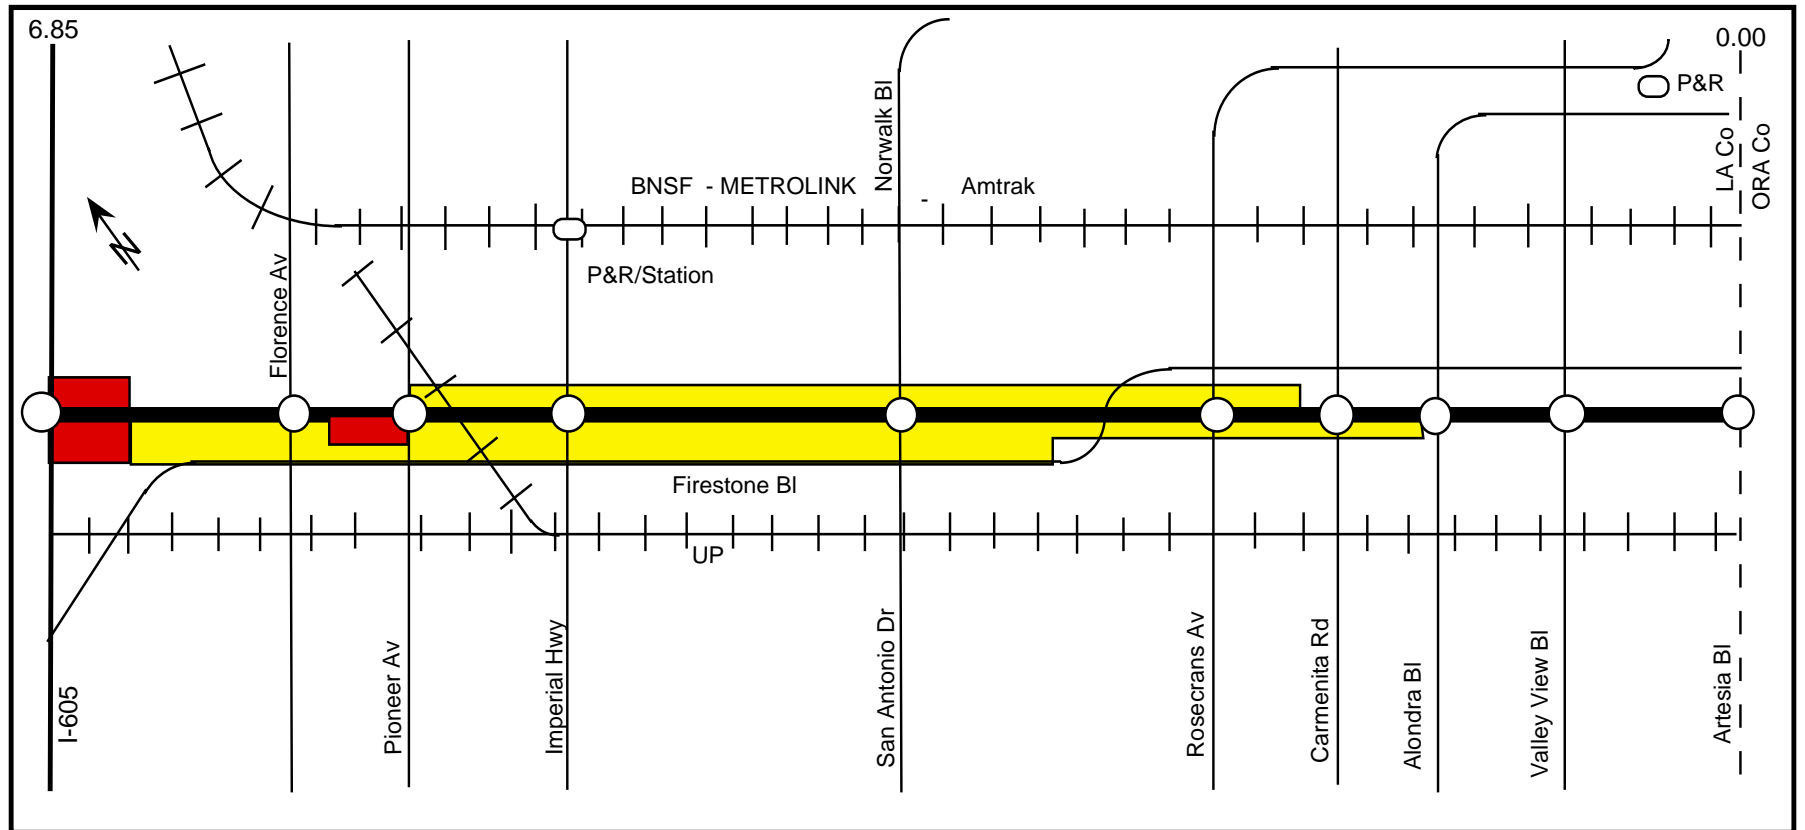 6.85
0.00
P&R
Norwalk Bl
LA Co
ORA Co
BNSF - METROLINK - Amtrak
N
P&R/Station
Florence Av
Firestone Bl
UP
I-605
Pioneer Av
Imperial Hwy
San Antonio Dr
Rosecrans Av
Carmenita Rd
Alondra Bl
Valley View Bl
Artesia Bl